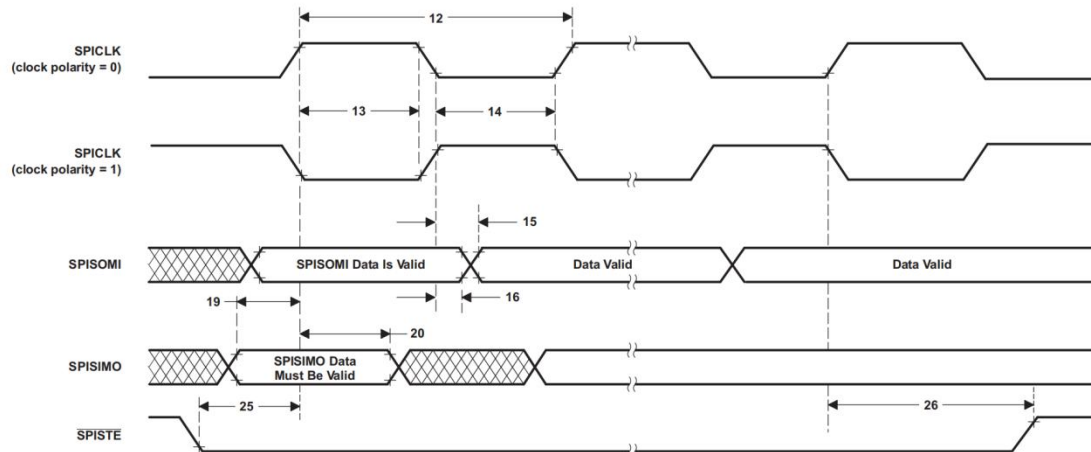 12
SPICLK
(clock polarity = 0)
13
14
SPICLK
(clock polarity = 1)
15
SPISOMI
SPISOMI Data Is Valid
Data Valid
Data Valid
19
16
20
SPISIMO
SPISIMO Data
Must Be Valid
25
26
SPISTE